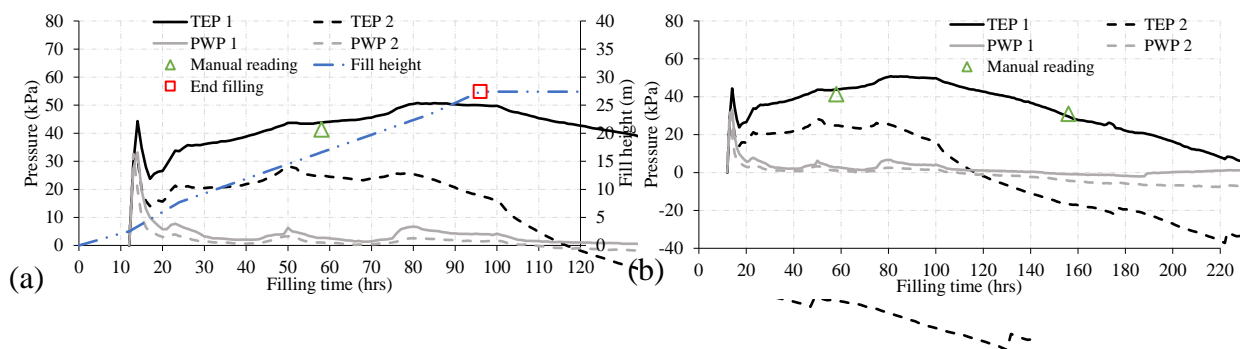 TEP 1 TEP 2
PWP 1 PWP 2
Manual reading Fill height
End filling
Pressure (kPa)
80
70
60
50
40
30
20
10
0
Fill height (m)
40
35
30
25
20
15
10
5
0
0 10 20 30 40 50 60 70 80 90 100 110 120
Filling time (hrs)
(a)
TEP 1 TEP 2
PWP 1 PWP 2
Manual reading
Pressure (kPa)
80
60
40
20
0
-20
-40
0 20 40 60 80 100 120 140 160 180 200 220
Filling time (hrs)
(b)